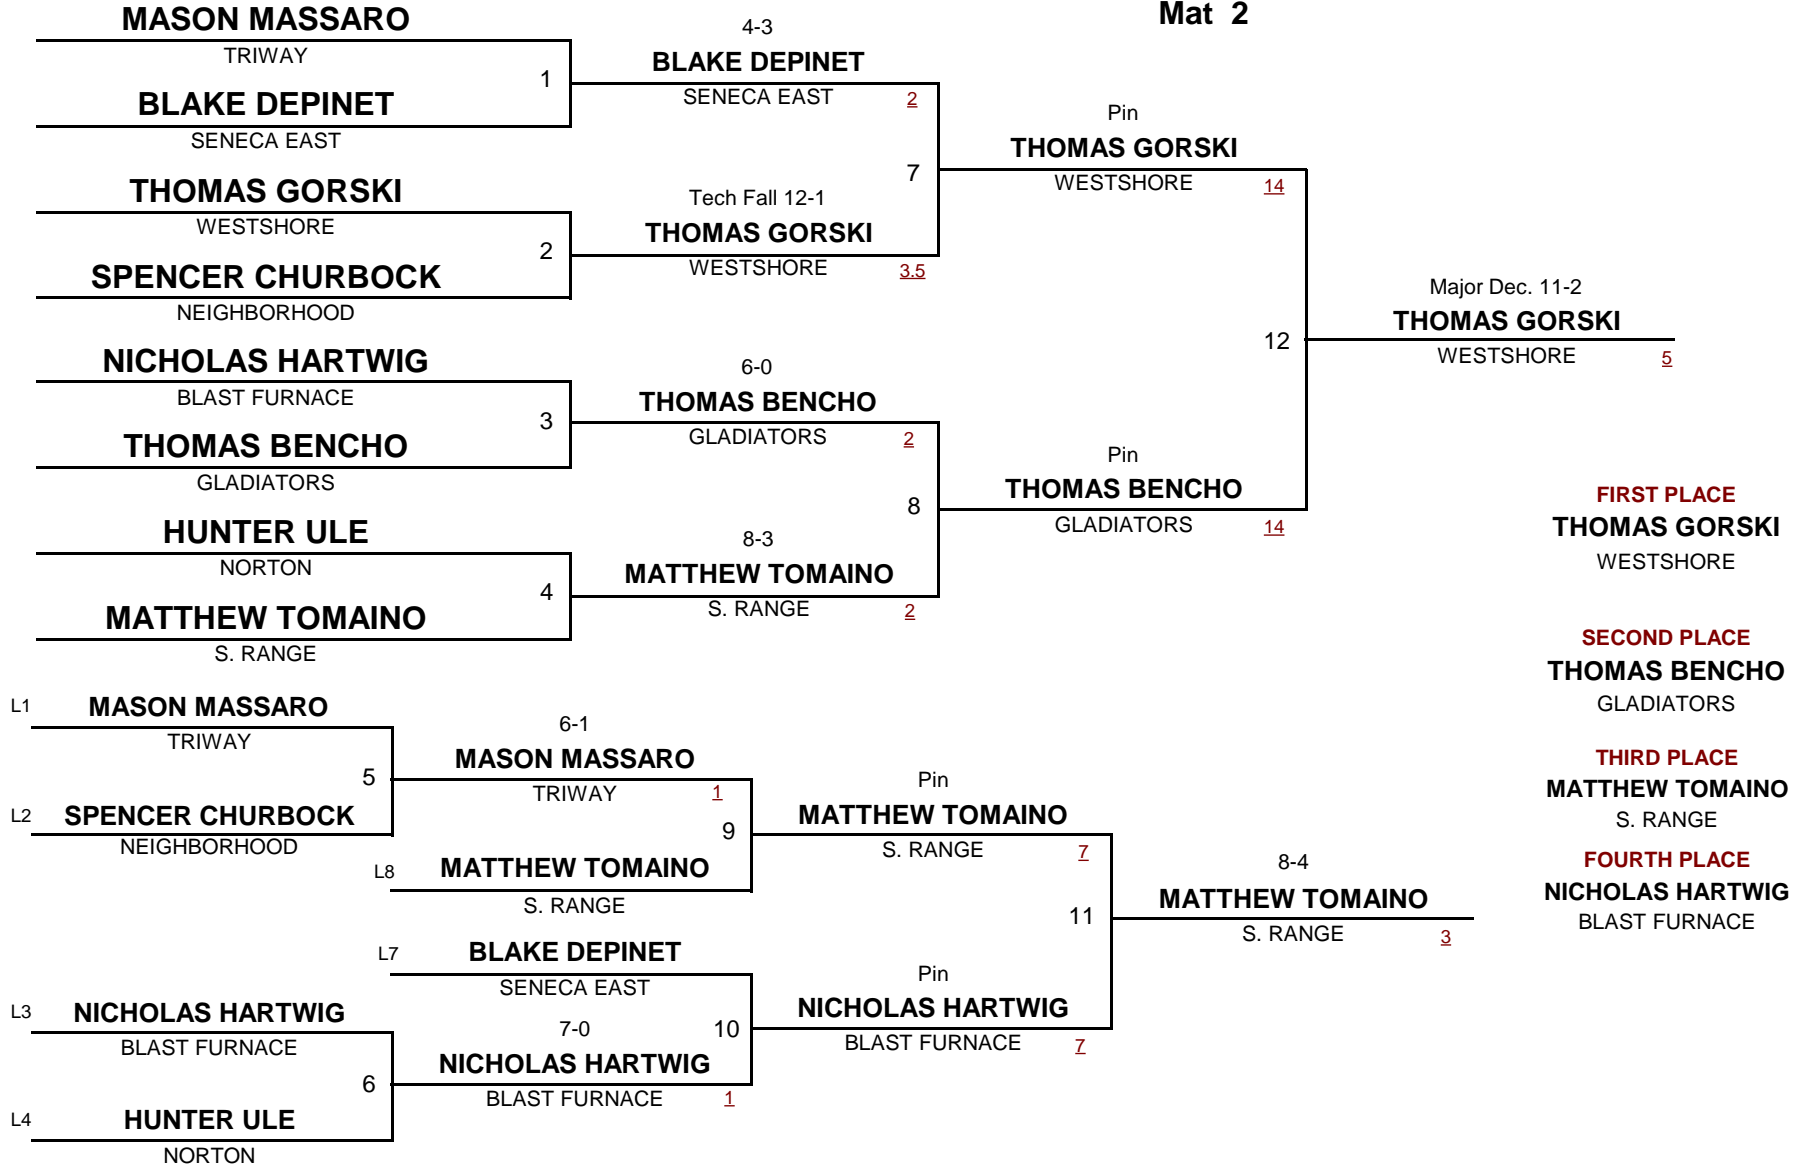 Mat 2
MASON MASSARO
TRIWAY
1
BLAKE DEPINET
SENECA EAST
4-3
BLAKE DEPINET
SENECA EAST
2
THOMAS GORSKI
WESTSHORE
2
SPENCER CHURBOCK
NEIGHBORHOOD
Tech Fall 12-1
THOMAS GORSKI
WESTSHORE
3.5
7
Pin
THOMAS GORSKI
WESTSHORE
14
NICHOLAS HARTWIG
BLAST FURNACE
3
THOMAS BENCHO
GLADIATORS
6-0
THOMAS BENCHO
GLADIATORS
2
HUNTER ULE
NORTON
4
MATTHEW TOMAINO
S. RANGE
8-3
MATTHEW TOMAINO
S. RANGE
2
8
Pin
THOMAS BENCHO
GLADIATORS
14
12
Major Dec. 11-2
THOMAS GORSKI
WESTSHORE
5
FIRST PLACE
THOMAS GORSKI
WESTSHORE
SECOND PLACE
THOMAS BENCHO
GLADIATORS
THIRD PLACE
MATTHEW TOMAINO
S. RANGE
FOURTH PLACE
NICHOLAS HARTWIG
BLAST FURNACE
L1
MASON MASSARO
TRIWAY
5
L2
SPENCER CHURBOCK
NEIGHBORHOOD
6-1
MASON MASSARO
TRIWAY
1
9
L8
MATTHEW TOMAINO
S. RANGE
Pin
MATTHEW TOMAINO
S. RANGE
7
L7
BLAKE DEPINET
SENECA EAST
L3
NICHOLAS HARTWIG
BLAST FURNACE
6
L4
HUNTER ULE
NORTON
7-0
NICHOLAS HARTWIG
BLAST FURNACE
1
10
Pin
NICHOLAS HARTWIG
BLAST FURNACE
7
11
8-4
MATTHEW TOMAINO
S. RANGE
3